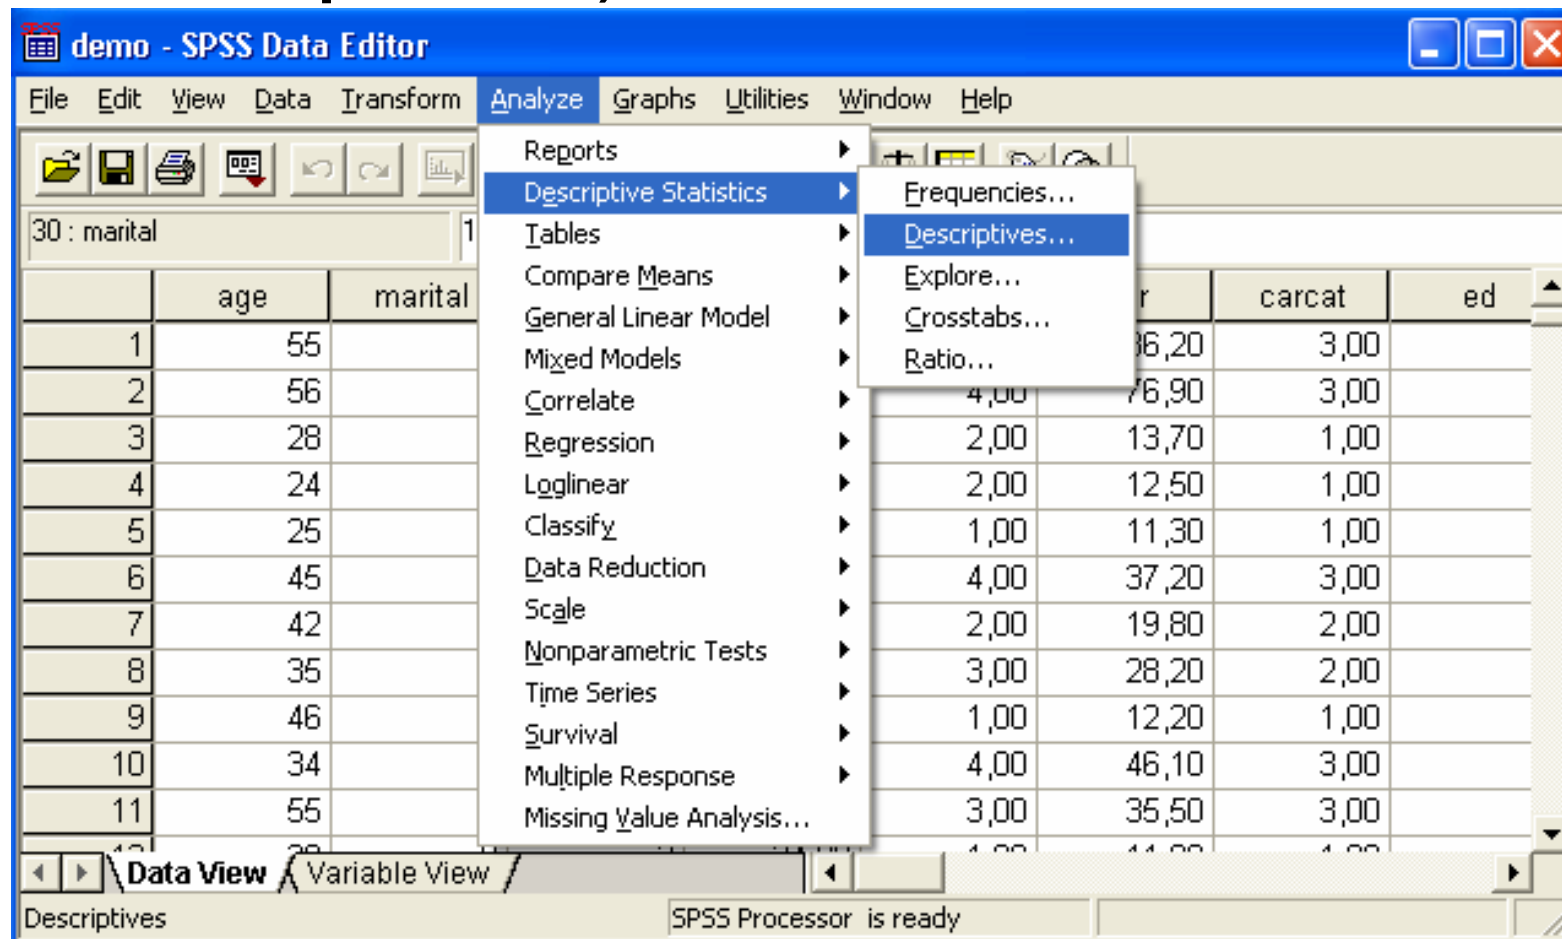 SPSS
demo - SPSS Data Editor
File Edit View Data Transform Analyze Graphs Utilities Window Help
Reports
Descriptive Statistics
Tables
Compare Means
General Linear Model
Mixed Models
Correlate
Regression
Loglinear
Classify
Data Reduction
Scale
Nonparametric Tests
Time Series
Survival
Multiple Response
Missing Value Analysis...
Frequencies...
Descriptives...
Explore...
Crosstabs...
Ratio...
30 : marital 1
age marital r carcat ed
1 55 36,20 3,00
2 56 4,00 76,90 3,00
3 28 2,00 13,70 1,00
4 24 2,00 12,50 1,00
5 25 1,00 11,30 1,00
6 45 4,00 37,20 3,00
7 42 2,00 19,80 2,00
8 35 3,00 28,20 2,00
9 46 1,00 12,20 1,00
10 34 4,00 46,10 3,00
11 55 3,00 35,50 3,00
Data View Variable View
Descriptives SPSS Processor is ready